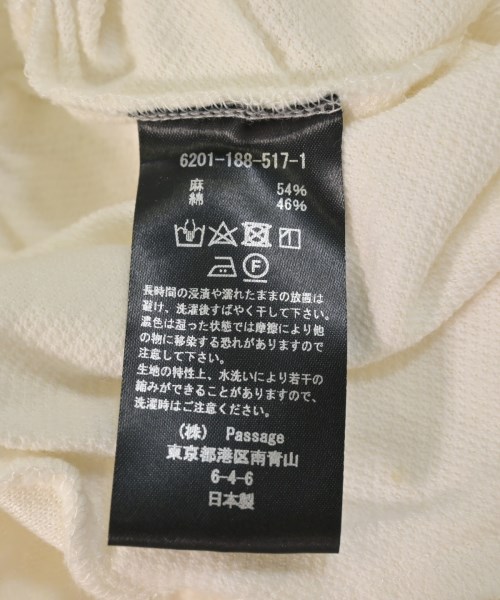 6201-188-517-1
麻 54%
綿 46%
F
長時間の浸漬や濡れたままの放置は
避け、洗濯後すばやく干して下さい。
濃色は湿った状態では摩擦により他
の物に移染する恐れがありますので
注意して下さい。
生地の特性上、水洗いにより若干の
縮みができることがありますので
洗濯時はご注意ください。
(株) Passage
東京都港区南青山
6-4-6
日本製